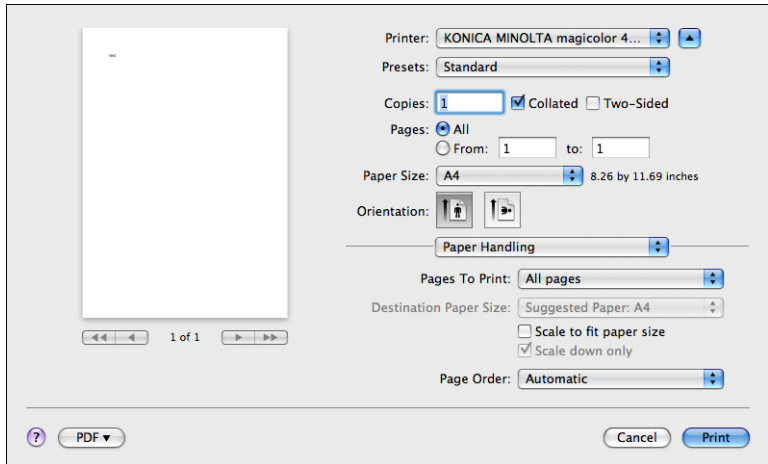 Printer: KONICA MINOLTA magicolor 4...
Presets: Standard
Copies: 1 Collated Two-Sided
Pages: All
From: 1 to: 1
Paper Size: A4 8.26 by 11.69 inches
Orientation:
Paper Handling
Pages To Print: All pages
Destination Paper Size: Suggested Paper: A4
Scale to fit paper size
Scale down only
Page Order: Automatic
1 of 1
? PDF▼ Cancel Print